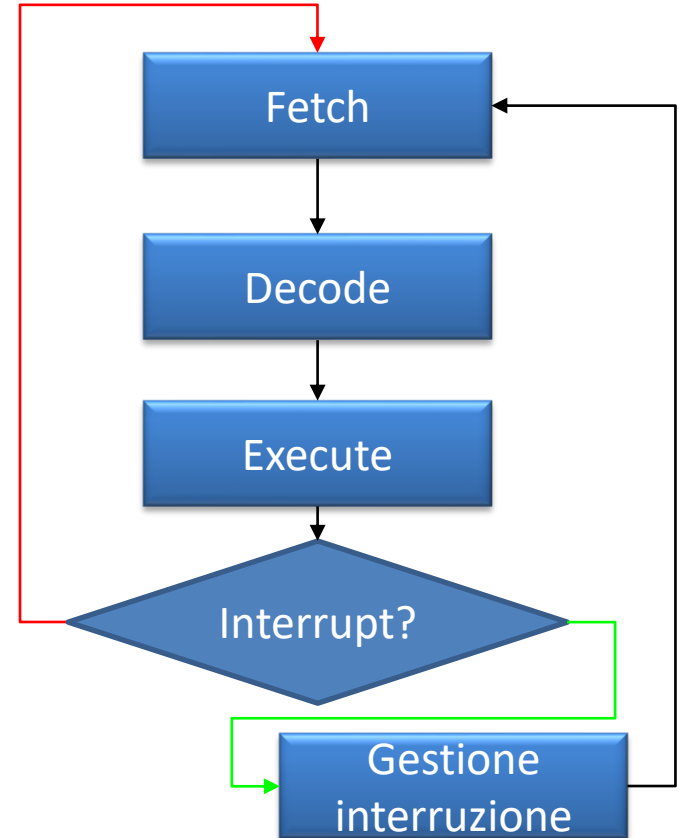 Fetch
Decode
Execute
Interrupt?
Gestione
interruzione